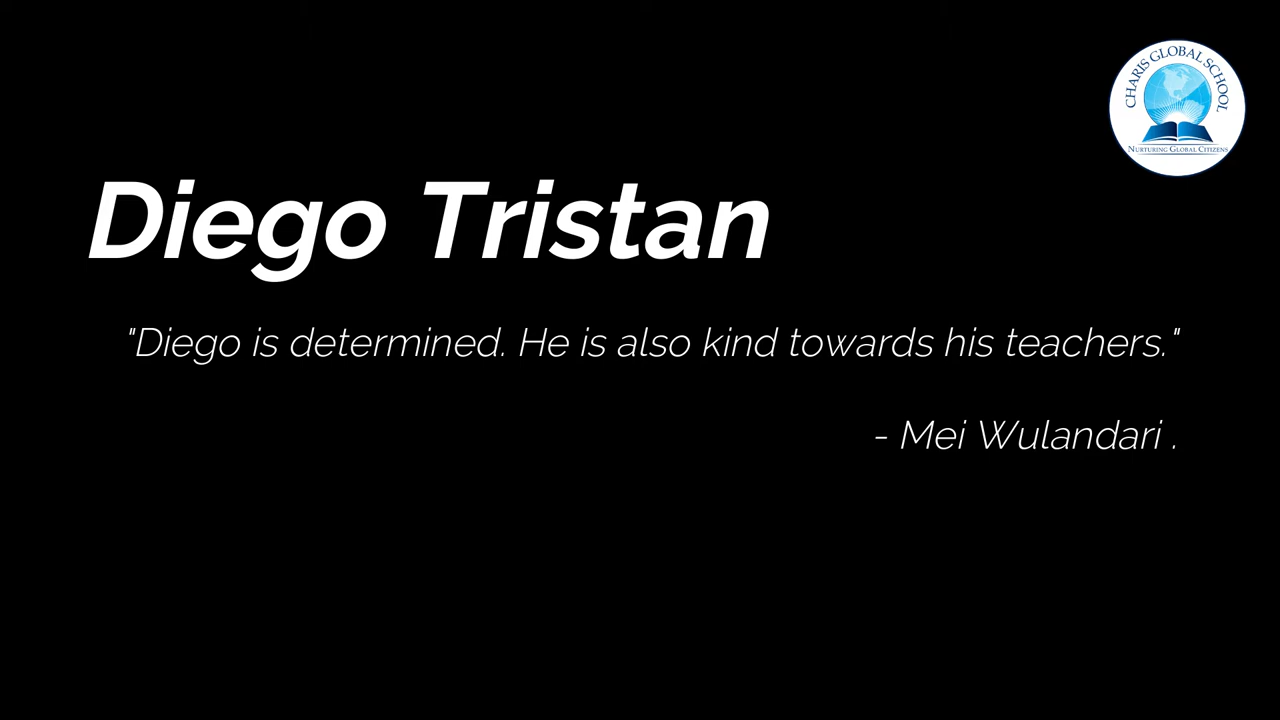 CHARIS GLOBAL SCHOOL
NURTURING GLOBAL CITIZENS
Diego Tristan
"Diego is determined. He is also kind towards his teachers."
- Mei Wulandari .